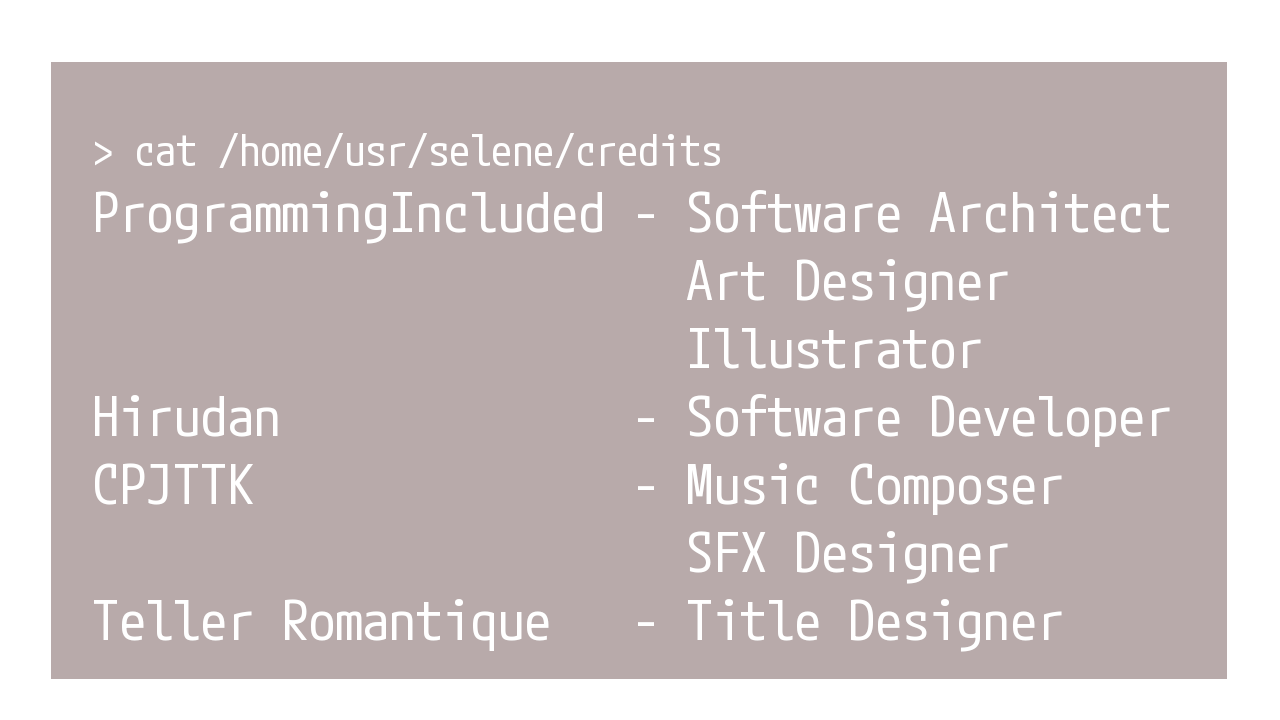 > cat /home/usr/selene/credits
ProgrammingIncluded - Software Architect
Art Designer
Illustrator
Hirudan - Software Developer
CPJTTK - Music Composer
SFX Designer
Teller Romantique - Title Designer